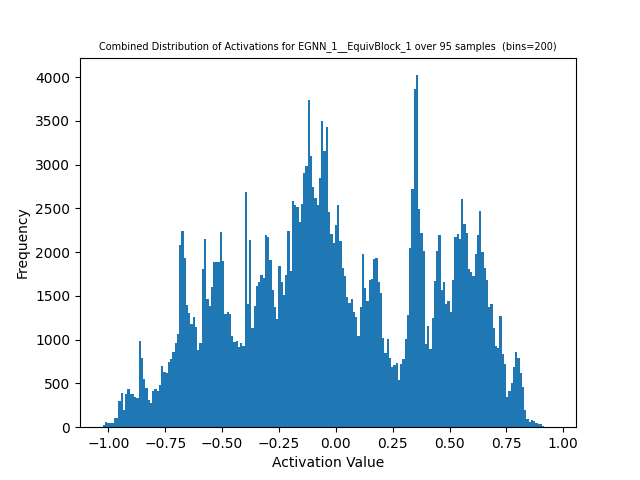 Combined Distribution of Activations for EGNN_1__EquivBlock_1 over 95 samples  (bins=200)
4000
3500
3000
2500
2000
1500
1000
500
0
Frequency
−1.00 −0.75 −0.50 −0.25 0.00 0.25 0.50 0.75 1.00
Activation Value